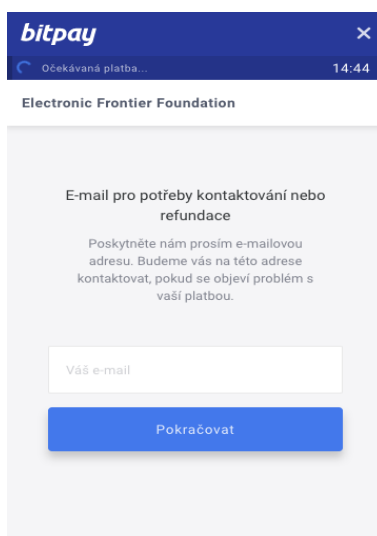 bitpay
Očekávaná platba... 14:44
Electronic Frontier Foundation
E-mail pro potřeby kontaktování nebo
refundace
Poskytněte nám prosím e-mailovou
adresu. Budeme vás na této adrese
kontaktovat, pokud se objeví problém s
vaší platbou.
Váš e-mail
Pokračovat